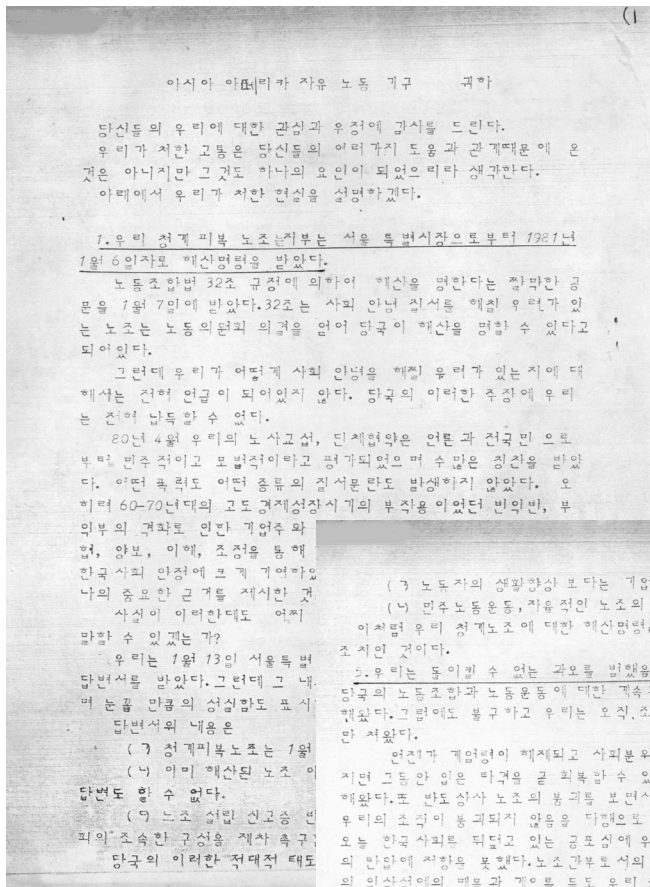 (1
아시아 아메리카 자유 노동 기구 귀하
당신들의 우리에 대한 관심과 우정에 감사를 드린다.
우리가 처한 고통은 당신들의 여러가지 도움과 관계때문에 온
것은 아니지만 그것도 하나의 요인이 되었으리라 생각한다.
아래에서 우리가 처한 현실을 설명하겠다.
1.우리 청계 피복 노조는지부는 서울 특별시장으로부터 1981년
1월 6일자로 해산명령을 받았다.
노동조합법 32조 규정에 의하여 해산을 명한다는 짤막한 공
문을 1월 7일에 받았다.32조는 사회 안녕 질서를 해칠 우려가 있
는 노조는 노동의원회 의결을 얻어 당국이 해산을 명할 수 있다고
되어있다.
그런데 우리가 어떻게 사회 안녕을 해찔 우려가 있는지에 대
해서는 전혀 언급이 되어있지 않다. 당국의 이러한 주장에 우리
는 전혀 납득할 수 없다.
80년 4월 우리의 노사교섭, 단체협약은 언론과 전국민 으로
부터 민주적이고 모범적이라고 평가되었으며 수많은 칭찬을 받았
다. 어떤 폭력도 어떤 종류의 질서문란도 발생하지 않았다. 오
히려 60-70년대의 고도경제성장시기의 부작용이었던 빈익빈, 부
익부의 격화로 인한 기업주와
협, 양보, 이해, 조정을 통해
한국사회 안정에 크게 기여하였
나의 중요한 근거를 제시한 것
사실이 이러한데도 어찌
말할 수 있겠는가?
우리는 1월 13일 서울특별
답변서를 받았다.그런데 그 내
며 눈꼽 만큼의 성실함도 표시
답변서위 내용은
(ㄱ) 청계피복노조는 1월
(ㄴ) 이미 해산된 노조 이
답변도 할 수 없다.
(ㄷ) 노조 설립 신고증 반
회의 조속한 구성을 재차 촉구
당국의 이러한 적대적 태도
(ㄱ) 노동자의 생활향상 보다는 기업
(ㄴ) 민주노동운동,자율적인 노조의
이처럼 우리 청계노조에 대한 해산명령
조치인 것이다.
5.우리는 돌이킬 수 없는 과오를 범했음
당국의 노동조합과 노동운동에 대한 계속
해왔다.그럼에도 불구하고 우리는 오직 조
만 쳐왔다.
언젠가 계엄령이 해제되고 사회분위
지면 그동안 입은 타격을 곧 회복할 수 있
해왔다.또 반도상사 노조의 붕괴를 보면서
우리의 조직이 붕괴되지 않음을 다행으로
오늘 한국사회를 뒤덮고 있는 공포심에 우
의 탄압에 저항을 못했다.노조간부로서의